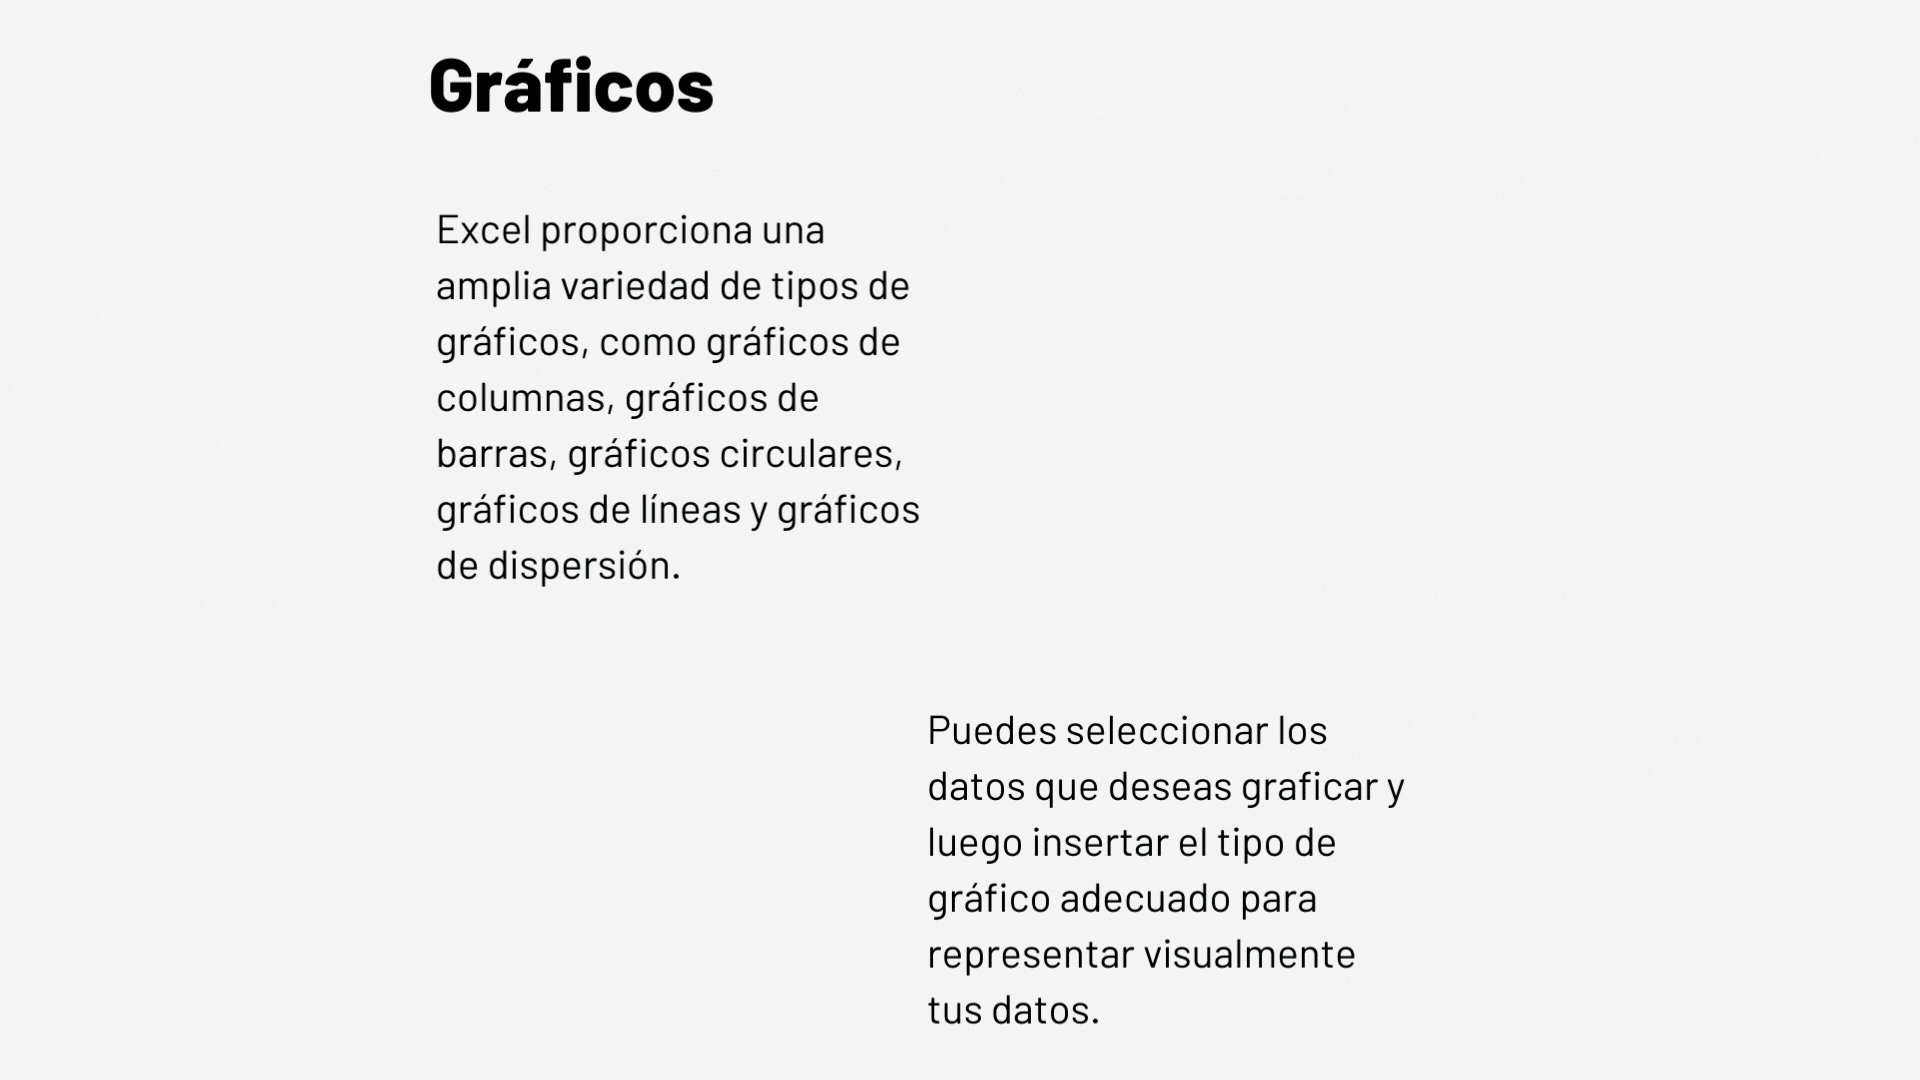 Gráficos
Excel proporciona una
amplia variedad de tipos de
gráficos, como gráficos de
columnas, gráficos de
barras, gráficos circulares,
gráficos de líneas y gráficos
de dispersión.
Puedes seleccionar los
datos que deseas graficar y
luego insertar el tipo de
gráfico adecuado para
representar visualmente
tus datos.